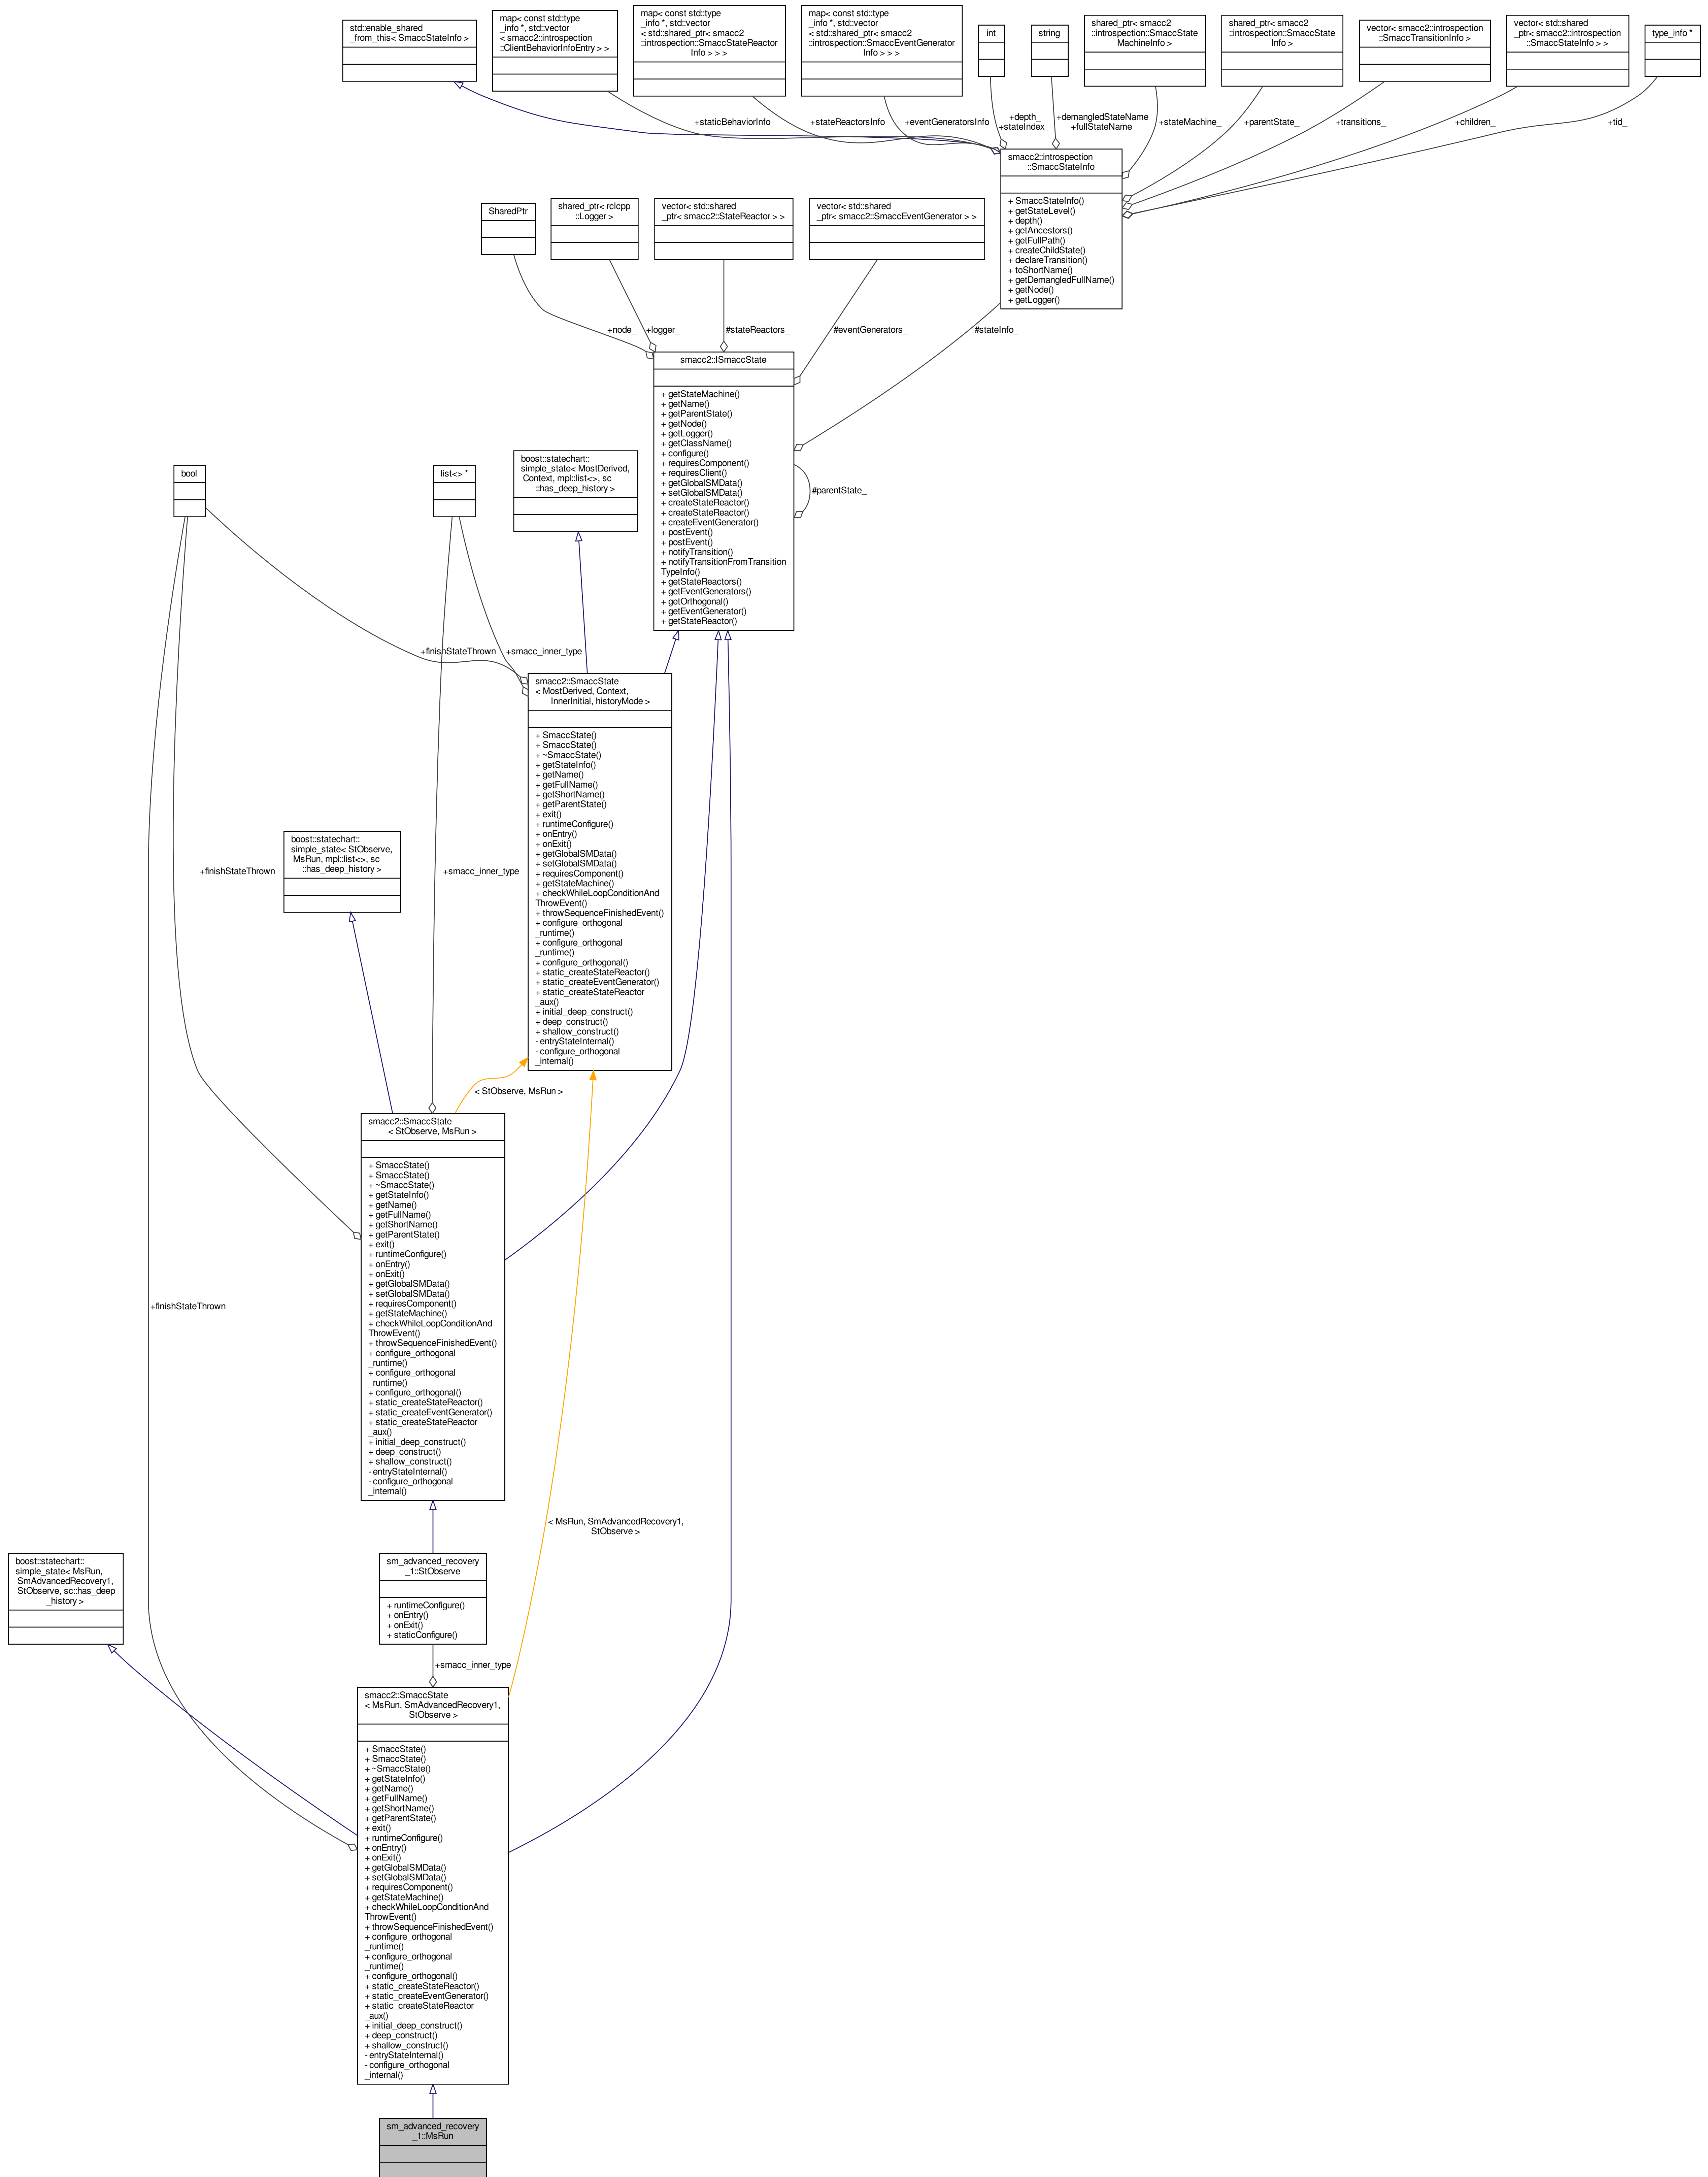 std::enable_shared
_from_this< SmaccStateInfo >
map< const std::type
_info *, std::vector
< smacc2::introspection
::ClientBehaviorInfoEntry > >
map< const std::type
_info *, std::vector
< std::shared_ptr< smacc2
::introspection::SmaccStateReactor
Info > > >
map< const std::type
_info *, std::vector
< std::shared_ptr< smacc2
::introspection::SmaccEventGenerator
Info > > >
int
string
shared_ptr< smacc2
::introspection::SmaccState
MachineInfo >
shared_ptr< smacc2
::introspection::SmaccState
Info >
vector< smacc2::introspection
::SmaccTransitionInfo >
vector< std::shared
_ptr< smacc2::introspection
::SmaccStateInfo > >
type_info *
+staticBehaviorInfo
+stateReactorsInfo
+eventGeneratorsInfo
+depth_
+stateIndex_
+demangledStateName
+fullStateName
+stateMachine_
+parentState_
+transitions_
+children_
+tid_
smacc2::introspection
::SmaccStateInfo
+ SmaccStateInfo()
+ getStateLevel()
+ depth()
+ getAncestors()
+ getFullPath()
+ createChildState()
+ declareTransition()
+ toShortName()
+ getDemangledFullName()
+ getNode()
+ getLogger()
SharedPtr
shared_ptr< rclcpp
::Logger >
vector< std::shared
_ptr< smacc2::StateReactor > >
vector< std::shared
_ptr< smacc2::SmaccEventGenerator > >
+node_
+logger_
#stateReactors_
#eventGenerators_
#stateInfo_
smacc2::ISmaccState
+ getStateMachine()
+ getName()
+ getParentState()
+ getNode()
+ getLogger()
+ getClassName()
+ configure()
+ requiresComponent()
+ requiresClient()
+ getGlobalSMData()
+ setGlobalSMData()
+ createStateReactor()
+ createStateReactor()
+ createEventGenerator()
+ postEvent()
+ postEvent()
+ notifyTransition()
+ notifyTransitionFromTransition
TypeInfo()
+ getStateReactors()
+ getEventGenerators()
+ getOrthogonal()
+ getEventGenerator()
+ getStateReactor()
#parentState_
bool
list<> *
boost::statechart::
simple_state< MostDerived,
Context, mpl::list<>, sc
::has_deep_history >
+finishStateThrown
+smacc_inner_type
smacc2::SmaccState
< MostDerived, Context,
InnerInitial, historyMode >
+ SmaccState()
+ SmaccState()
+ ~SmaccState()
+ getStateInfo()
+ getName()
+ getFullName()
+ getShortName()
+ getParentState()
+ exit()
+ runtimeConfigure()
+ onEntry()
+ onExit()
+ getGlobalSMData()
+ setGlobalSMData()
+ requiresComponent()
+ getStateMachine()
+ checkWhileLoopConditionAnd
ThrowEvent()
+ throwSequenceFinishedEvent()
+ configure_orthogonal
_runtime()
+ configure_orthogonal
_runtime()
+ configure_orthogonal()
+ static_createStateReactor()
+ static_createEventGenerator()
+ static_createStateReactor
_aux()
+ initial_deep_construct()
+ deep_construct()
+ shallow_construct()
- entryStateInternal()
- configure_orthogonal
_internal()
boost::statechart::
simple_state< StObserve,
MsRun, mpl::list<>, sc
::has_deep_history >
+finishStateThrown
+smacc_inner_type
< StObserve, MsRun >
smacc2::SmaccState
< StObserve, MsRun >
+ SmaccState()
+ SmaccState()
+ ~SmaccState()
+ getStateInfo()
+ getName()
+ getFullName()
+ getShortName()
+ getParentState()
+ exit()
+ runtimeConfigure()
+ onEntry()
+ onExit()
+ getGlobalSMData()
+ setGlobalSMData()
+ requiresComponent()
+ getStateMachine()
+ checkWhileLoopConditionAnd
ThrowEvent()
+ throwSequenceFinishedEvent()
+ configure_orthogonal
_runtime()
+ configure_orthogonal
_runtime()
+ configure_orthogonal()
+ static_createStateReactor()
+ static_createEventGenerator()
+ static_createStateReactor
_aux()
+ initial_deep_construct()
+ deep_construct()
+ shallow_construct()
- entryStateInternal()
- configure_orthogonal
_internal()
+finishStateThrown
< MsRun, SmAdvancedRecovery1,
StObserve >
boost::statechart::
simple_state< MsRun,
SmAdvancedRecovery1,
StObserve, sc::has_deep
_history >
sm_advanced_recovery
_1::StObserve
+ runtimeConfigure()
+ onEntry()
+ onExit()
+ staticConfigure()
+smacc_inner_type
smacc2::SmaccState
< MsRun, SmAdvancedRecovery1,
StObserve >
+ SmaccState()
+ SmaccState()
+ ~SmaccState()
+ getStateInfo()
+ getName()
+ getFullName()
+ getShortName()
+ getParentState()
+ exit()
+ runtimeConfigure()
+ onEntry()
+ onExit()
+ getGlobalSMData()
+ setGlobalSMData()
+ requiresComponent()
+ getStateMachine()
+ checkWhileLoopConditionAnd
ThrowEvent()
+ throwSequenceFinishedEvent()
+ configure_orthogonal
_runtime()
+ configure_orthogonal
_runtime()
+ configure_orthogonal()
+ static_createStateReactor()
+ static_createEventGenerator()
+ static_createStateReactor
_aux()
+ initial_deep_construct()
+ deep_construct()
+ shallow_construct()
- entryStateInternal()
- configure_orthogonal
_internal()
sm_advanced_recovery
_1::MsRun